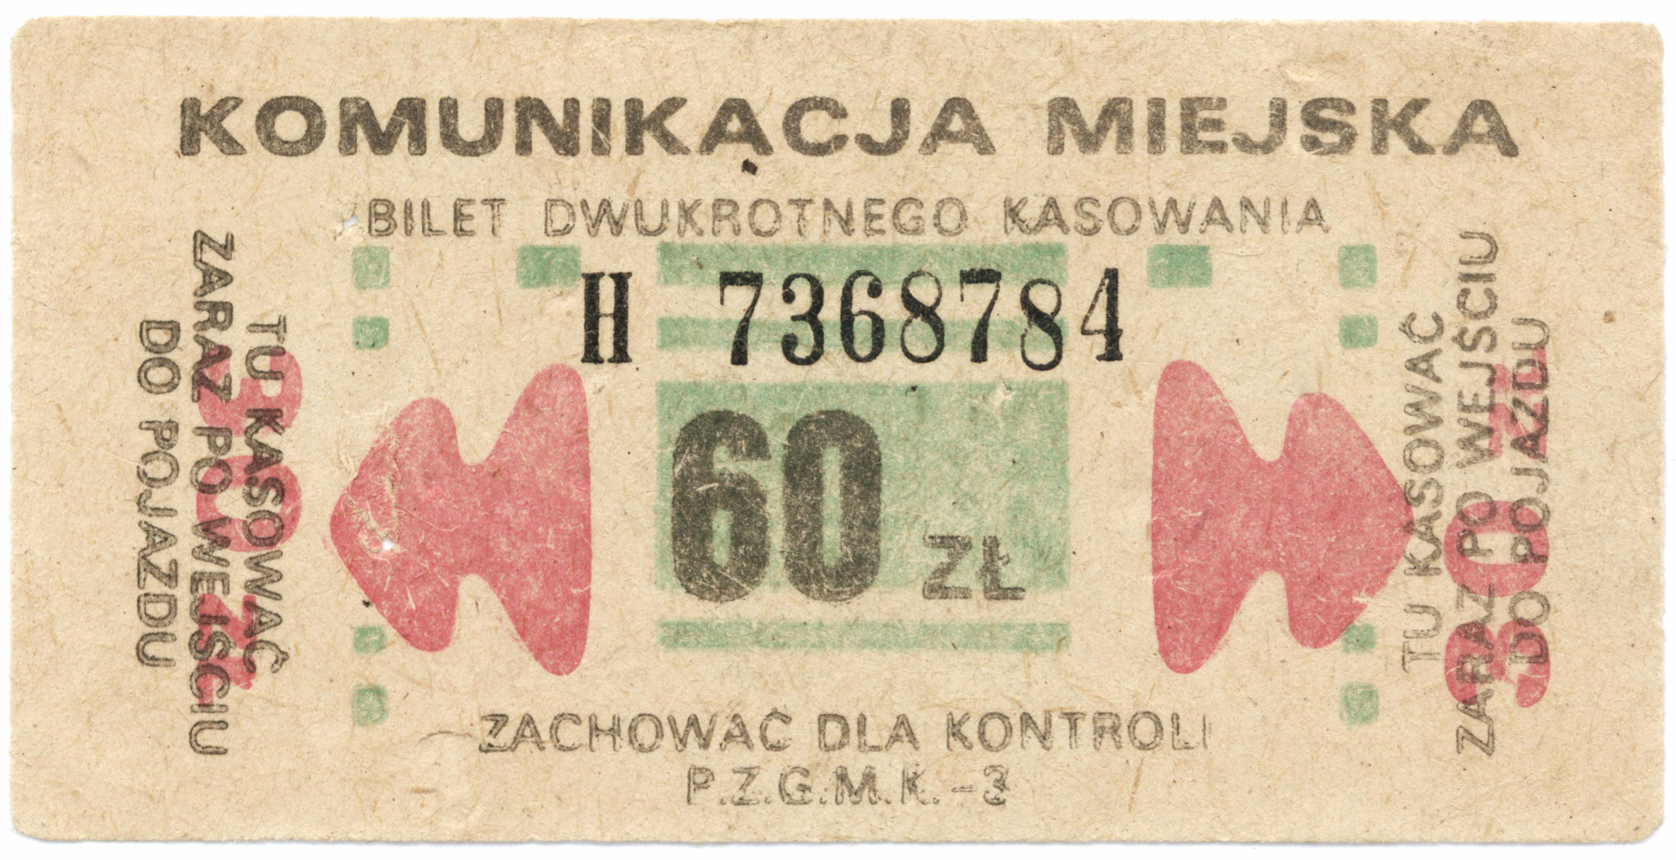 KOMUNIKACJA MIEJSKA
BILET DWUKROTNEGO KASOWANIA
H 7368784
60 ZŁ
ZACHOWAĆ DLA KONTROLI
P.Z.G.M.K.-3
TU KASOWAĆ
ZARAZ PO WEJŚCIU
DO POJAZDU
30 zł
TU KASOWAĆ
ZARAZ PO WEJŚCIU
DO POJAZDU
30 zł